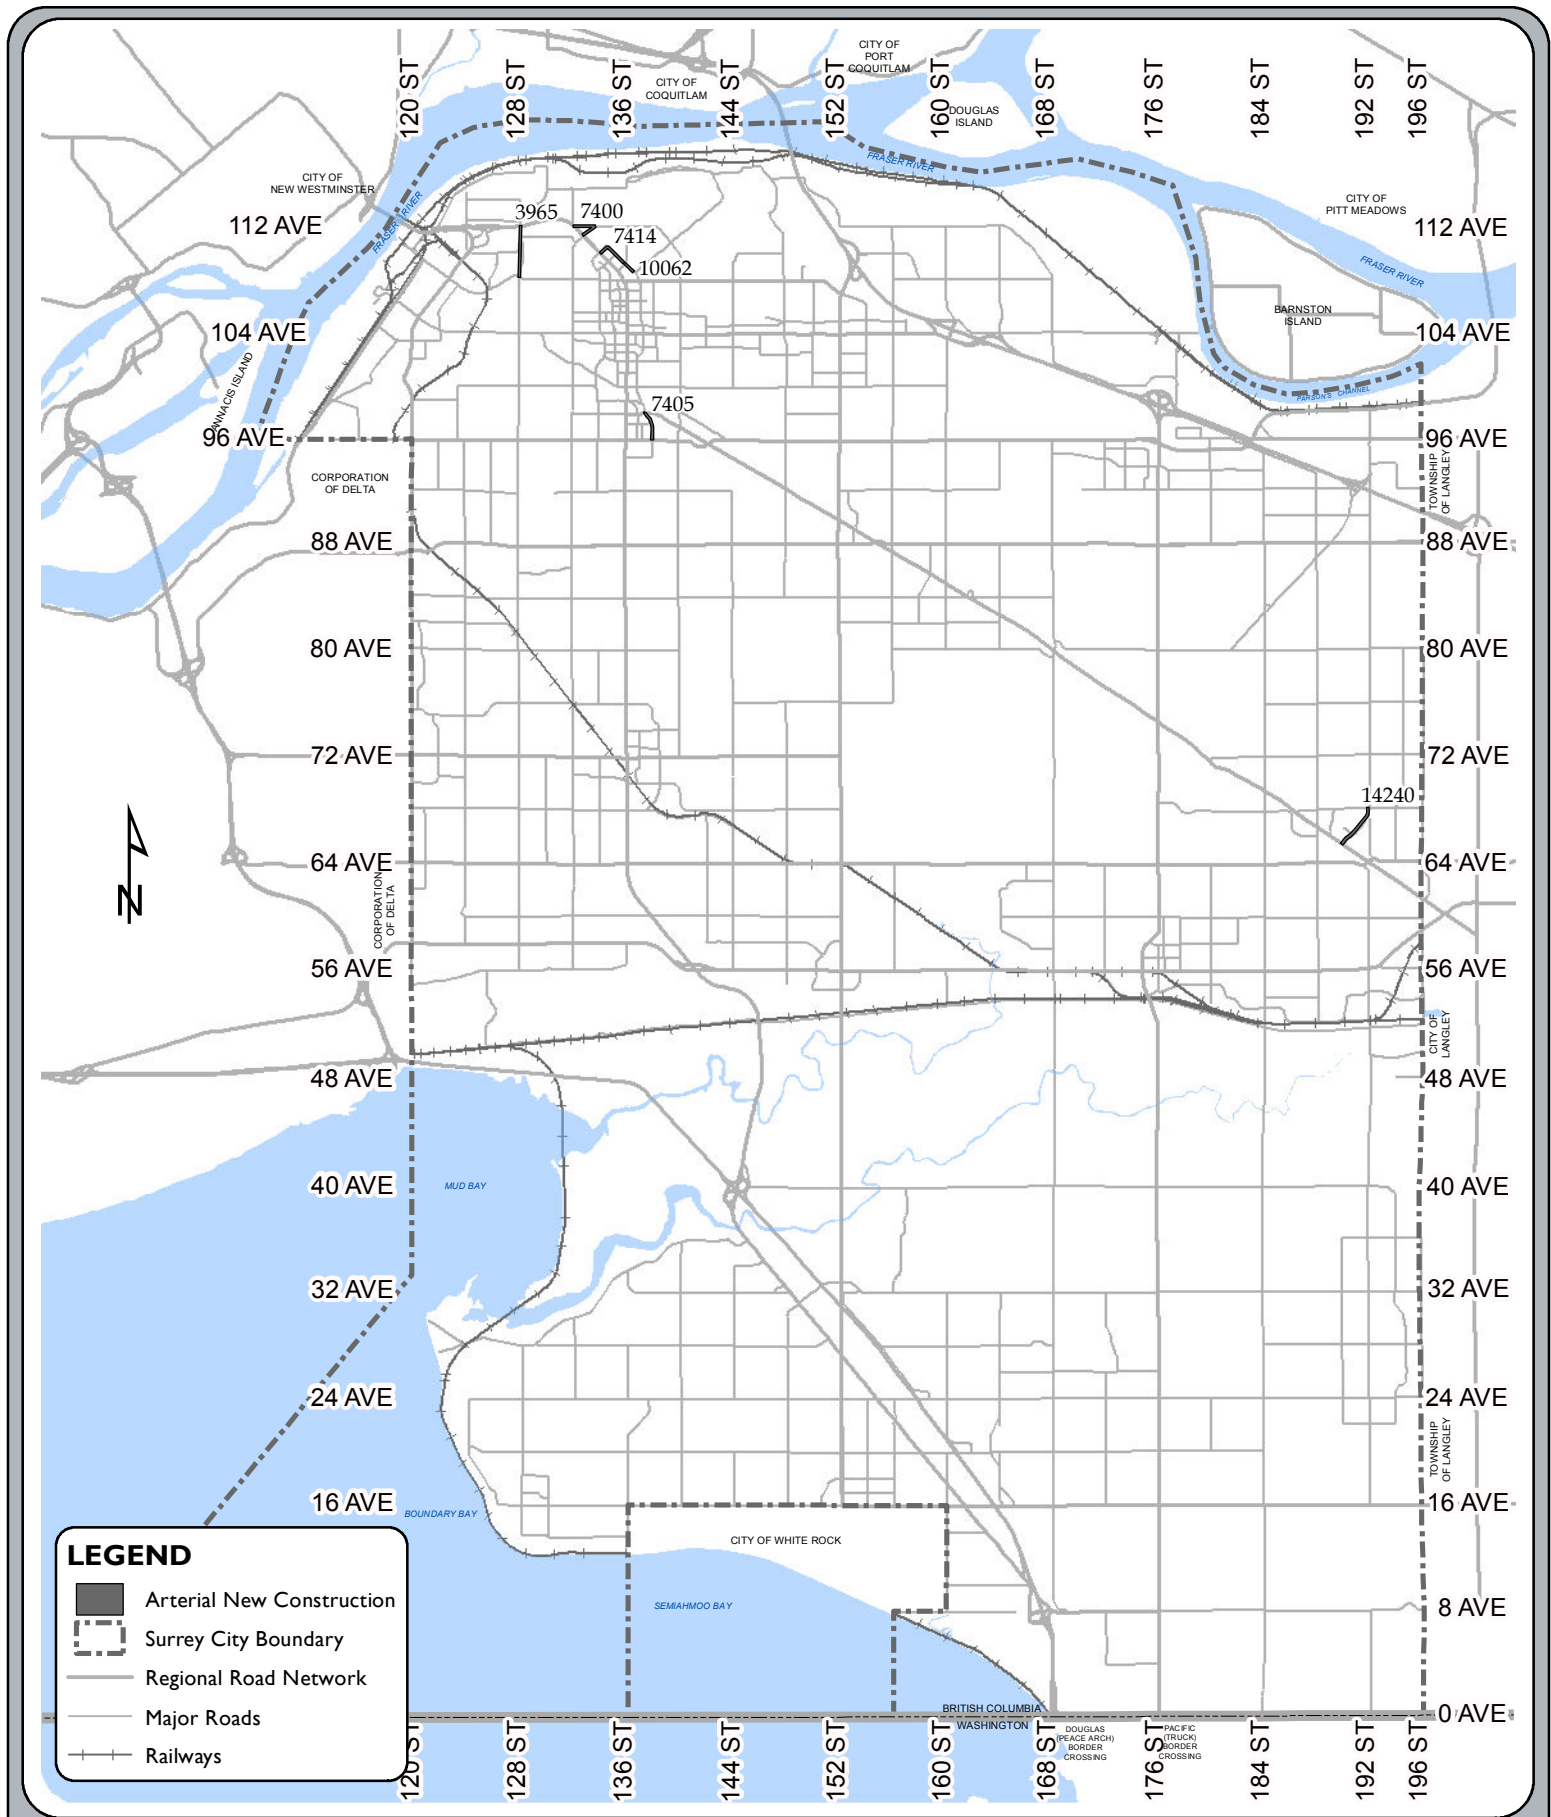 120 ST
128 ST
136 ST
144 ST
152 ST
160 ST
168 ST
176 ST
184 ST
192 ST
196 ST
CITY OF
COQUITLAM
CITY OF
PORT
COQUITLAM
DOUGLAS
ISLAND
FRASER RIVER
CITY OF
NEW WESTMINSTER
FRASER RIVER
CITY OF
PITT MEADOWS
112 AVE
3965
7400
7414
10062
112 AVE
FRASER RIVER
BARNSTON
ISLAND
104 AVE
104 AVE
ANNACIS ISLAND
PARSON'S CHANNEL
7405
96 AVE
96 AVE
CORPORATION
OF DELTA
TOWNSHIP
OF LANGLEY
88 AVE
88 AVE
80 AVE
80 AVE
72 AVE
72 AVE
14240
N
64 AVE
64 AVE
CORPORATION
OF DELTA
56 AVE
56 AVE
CITY OF
LANGLEY
48 AVE
48 AVE
40 AVE
MUD BAY
40 AVE
32 AVE
32 AVE
24 AVE
24 AVE
TOWNSHIP
OF LANGLEY
16 AVE
BOUNDARY BAY
16 AVE
CITY OF WHITE ROCK
SEMIAHMOO BAY
8 AVE
LEGEND
Arterial New Construction
Surrey City Boundary
Regional Road Network
Major Roads
Railways
BRITISH COLUMBIA
WASHINGTON
0 AVE
DOUGLAS
(PEACE ARCH)
BORDER
CROSSING
PACIFIC
(TRUCK)
BORDER
CROSSING
120 ST
128 ST
136 ST
144 ST
152 ST
160 ST
168 ST
176 ST
184 ST
192 ST
196 ST